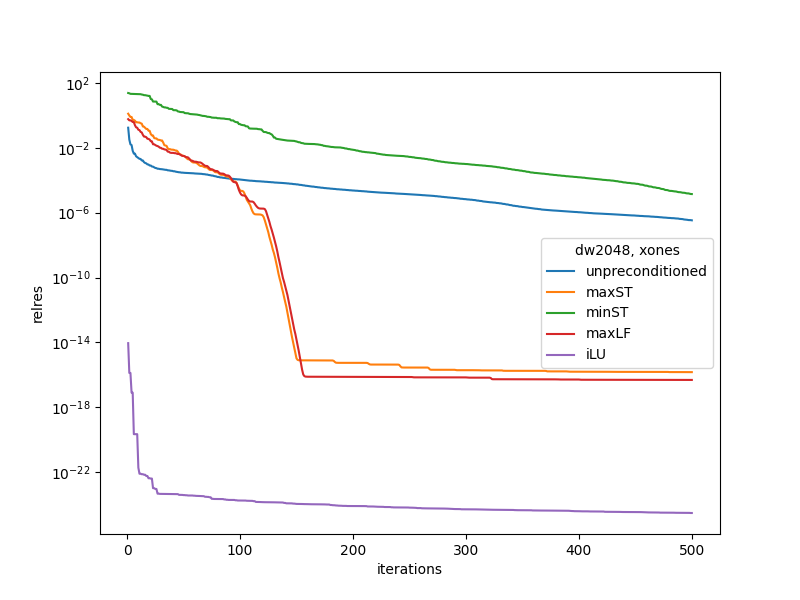 10^2
10^-2
10^-6
10^-10
10^-14
10^-18
10^-22
relres
0 100 200 300 400 500
iterations
dw2048, xones
unpreconditioned
maxST
minST
maxLF
iLU